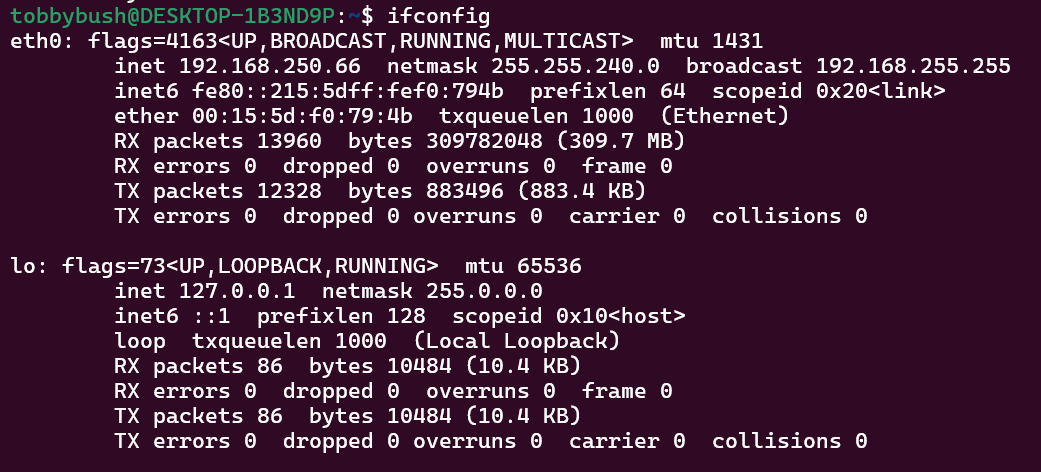 tobbybush@DESKTOP-1B3ND9P:~$ ifconfig
eth0: flags=4163<UP,BROADCAST,RUNNING,MULTICAST>  mtu 1431
        inet 192.168.250.66  netmask 255.255.240.0  broadcast 192.168.255.255
        inet6 fe80::215:5dff:fef0:794b  prefixlen 64  scopeid 0x20<link>
        ether 00:15:5d:f0:79:4b  txqueuelen 1000  (Ethernet)
        RX packets 13960  bytes 309782048 (309.7 MB)
        RX errors 0  dropped 0  overruns 0  frame 0
        TX packets 12328  bytes 883496 (883.4 KB)
        TX errors 0  dropped 0 overruns 0  carrier 0  collisions 0

lo: flags=73<UP,LOOPBACK,RUNNING>  mtu 65536
        inet 127.0.0.1  netmask 255.0.0.0
        inet6 ::1  prefixlen 128  scopeid 0x10<host>
        loop  txqueuelen 1000  (Local Loopback)
        RX packets 86  bytes 10484 (10.4 KB)
        RX errors 0  dropped 0  overruns 0  frame 0
        TX packets 86  bytes 10484 (10.4 KB)
        TX errors 0  dropped 0 overruns 0  carrier 0  collisions 0